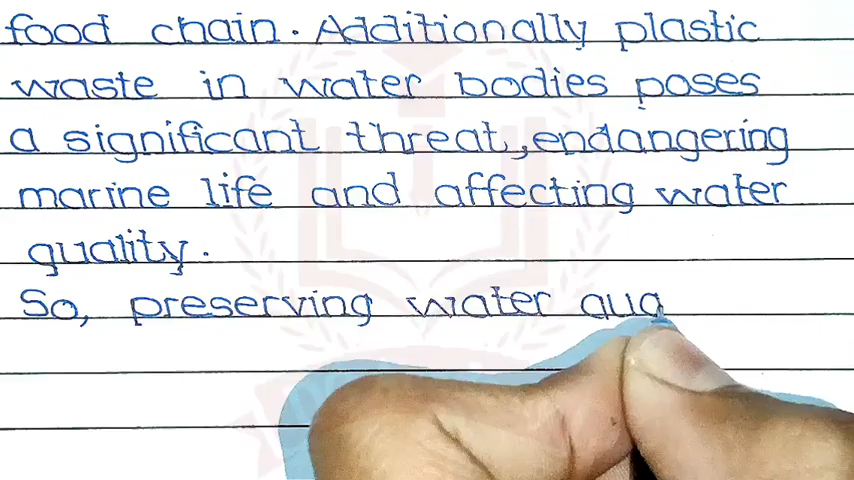 food chain. Additionally plastic
waste in water bodies poses
a significant threat, endangering
marine life and affecting water
quality.
So, preserving water qua